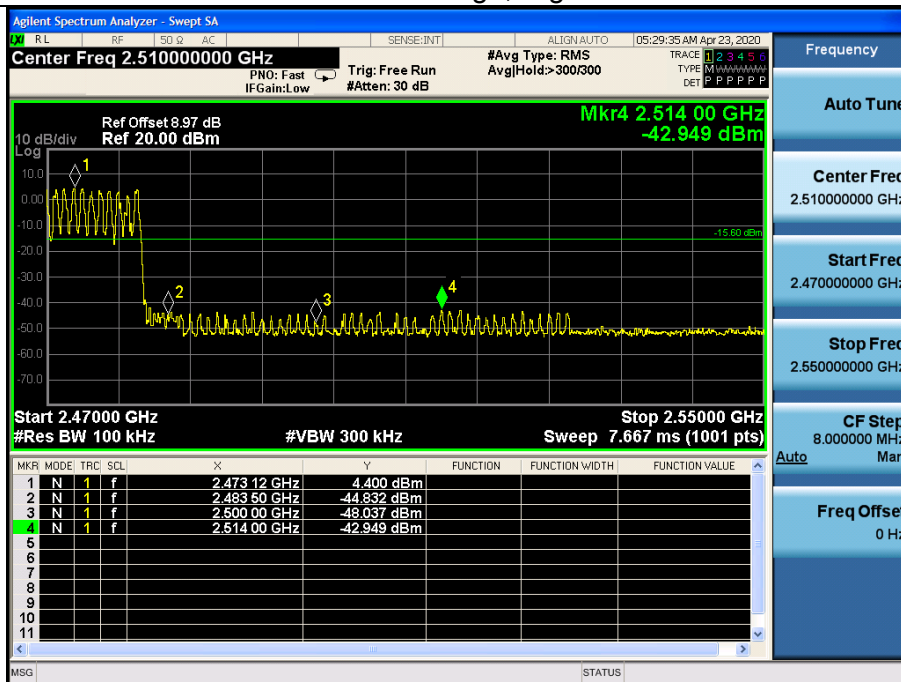 Agilent Spectrum Analyzer - Swept SA
LXI RL RF 50 Ω AC SENSE:INT ALIGN AUTO 05:29:35 AM Apr 23, 2020
Center Freq 2.510000000 GHz #Avg Type: RMS TRACE 1 2 3 4 5 6
PNO: Fast Trig: Free Run Avg|Hold:>300/300 TYPE M W W W W W
IFGain:Low #Atten: 30 dB DET P P P P P P
Mkr4 2.514 00 GHz
-42.949 dBm
Ref Offset 8.97 dB
10 dB/div Ref 20.00 dBm
Log
10.0
0.00
-10.0
-20.0
-30.0
-40.0
-50.0
-60.0
-70.0
1
2
3
4
-15.60 dBm
Start 2.47000 GHz Stop 2.55000 GHz
#Res BW 100 kHz #VBW 300 kHz Sweep 7.667 ms (1001 pts)
MKR MODE TRC SCL X Y FUNCTION FUNCTION WIDTH FUNCTION VALUE
1 N 1 f 2.473 12 GHz 4.400 dBm
2 N 1 f 2.483 50 GHz -44.832 dBm
3 N 1 f 2.500 00 GHz -48.037 dBm
4 N 1 f 2.514 00 GHz -42.949 dBm
5
6
7
8
9
10
11
MSG STATUS
Frequency
Auto Tune
Center Freq
2.510000000 GHz
Start Freq
2.470000000 GHz
Stop Freq
2.550000000 GHz
CF Step
8.000000 MHz
Auto Man
Freq Offset
0 Hz